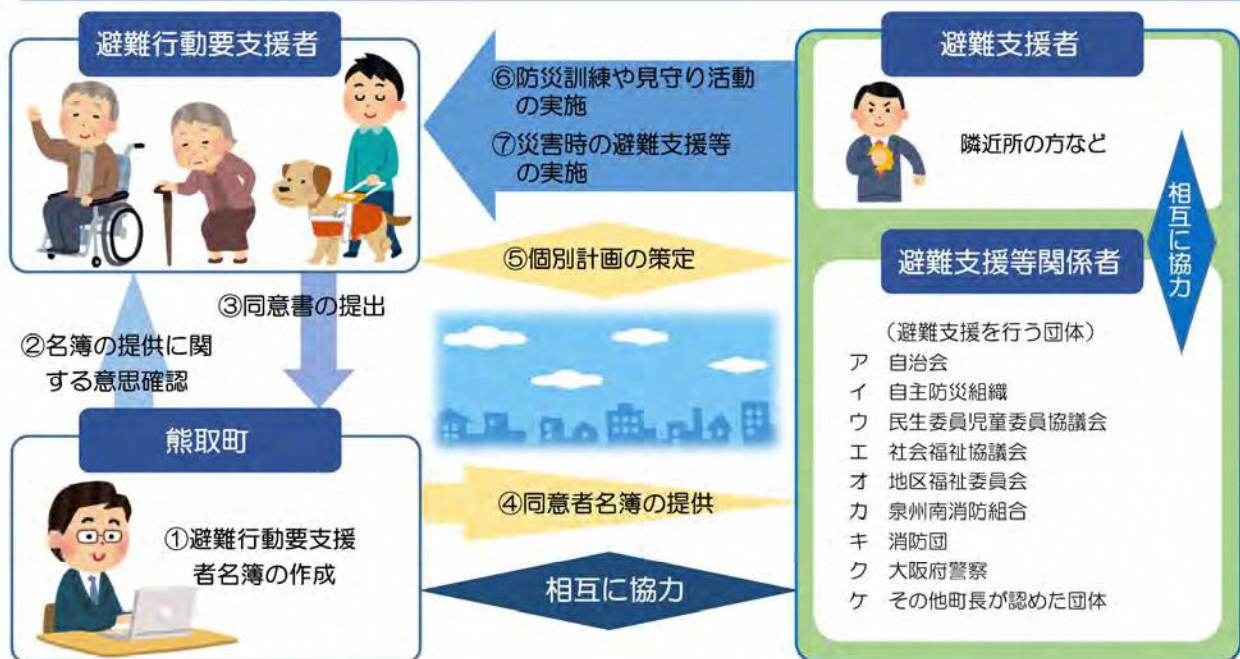 避難行動要支援者
⑥防災訓練や見守り活動
の実施
⑦災害時の避難支援等
の実施
避難支援者
隣近所の方など
相互に協力
②名簿の提供に関
する意思確認
③同意書の提出
⑤個別計画の策定
避難支援等関係者
（避難支援を行う団体）
ア 自治会
イ 自主防災組織
ウ 民生委員児童委員協議会
エ 社会福祉協議会
オ 地区福祉委員会
カ 泉州南消防組合
キ 消防団
ク 大阪府警察
ケ その他町長が認めた団体
熊取町
①避難行動要支援
者名簿の作成
④同意者名簿の提供
相互に協力